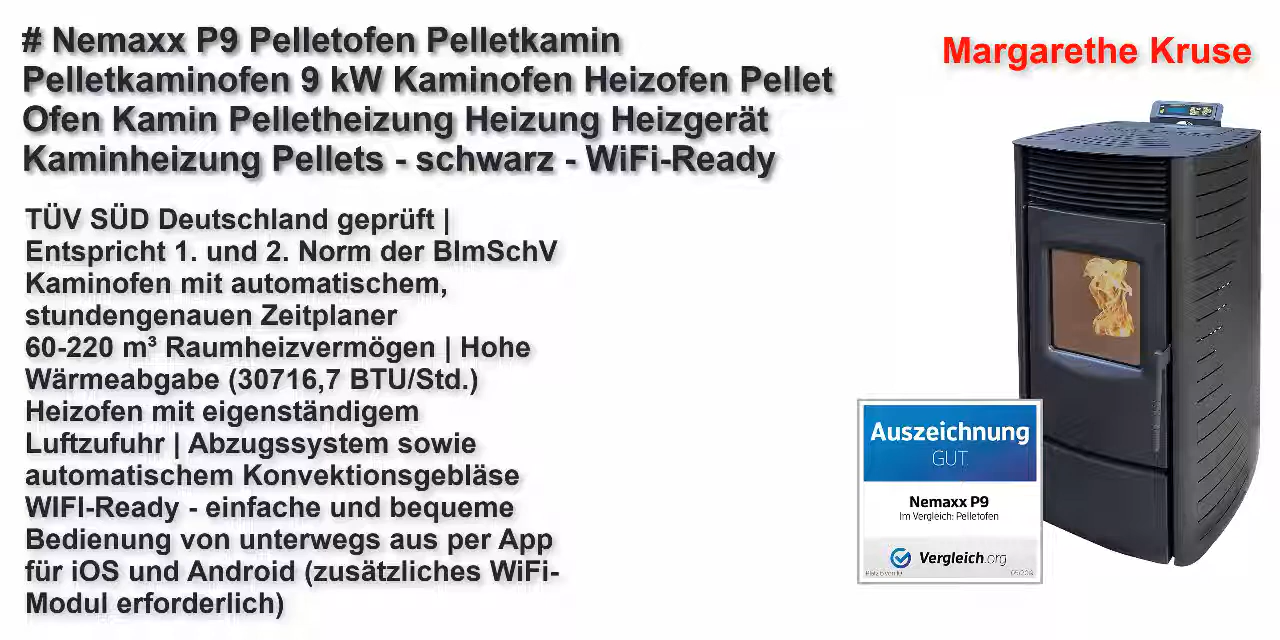 # Nemaxx P9 Pelletofen Pelletkamin
Pelletkaminofen 9 kW Kaminofen Heizofen Pellet
Ofen Kamin Pelletheizung Heizung Heizgerät
Kaminheizung Pellets - schwarz - WiFi-Ready
Margarethe Kruse
TÜV SÜD Deutschland geprüft |
Entspricht 1. und 2. Norm der BImSchV
Kaminofen mit automatischem,
stundengenauen Zeitplaner
60-220 m³ Raumheizvermögen | Hohe
Wärmeabgabe (30716,7 BTU/Std.)
Heizofen mit eigenständigem
Luftzufuhr | Abzugssystem sowie
automatischem Konvektionsgebläse
WIFI-Ready - einfache und bequeme
Bedienung von unterwegs aus per App
für iOS und Android (zusätzliches WiFi-
Modul erforderlich)
Auszeichnung
GUT
Nemaxx P9
Im Vergleich: Pelletofen
Vergleich.org